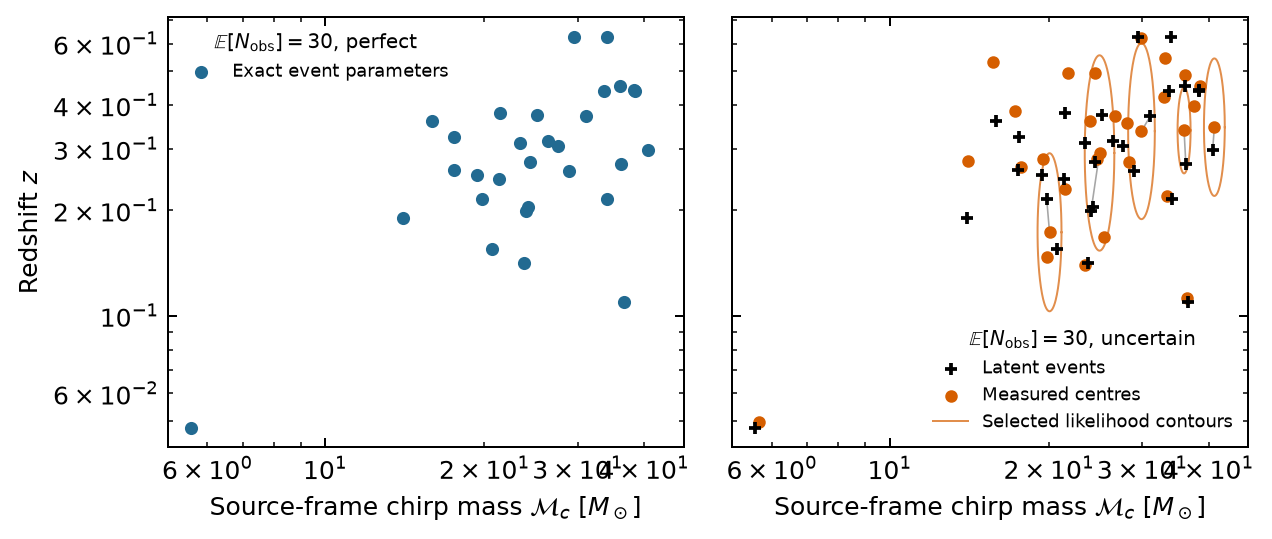 𝔼[N_obs] = 30, perfect
Exact event parameters
6 × 10⁻¹
4 × 10⁻¹
3 × 10⁻¹
2 × 10⁻¹
10⁻¹
6 × 10⁻²
Redshift z
6 × 10⁰
10¹
2 × 10¹
3 × 10¹
4 × 10¹
Source-frame chirp mass ℳ_c [M_⊙]
𝔼[N_obs] = 30, uncertain
Latent events
Measured centres
Selected likelihood contours
6 × 10⁰
10¹
2 × 10¹
3 × 10¹
4 × 10¹
Source-frame chirp mass ℳ_c [M_⊙]